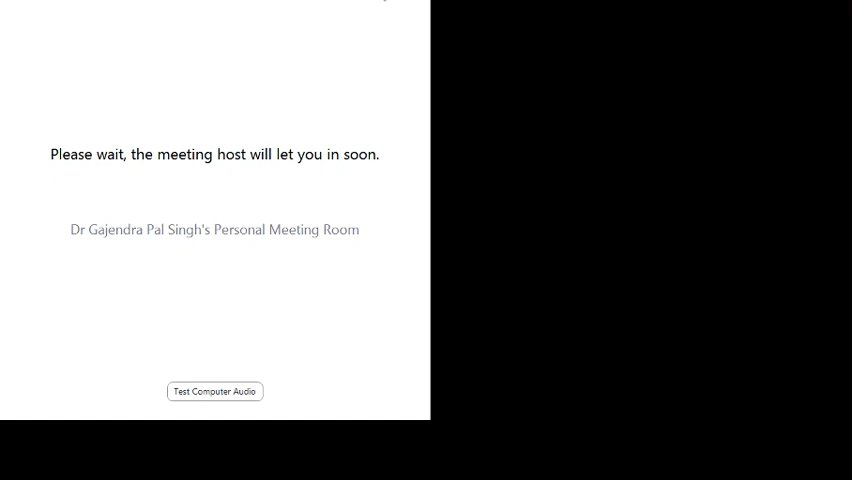 Please wait, the meeting host will let you in soon.
Dr Gajendra Pal Singh's Personal Meeting Room
Test Computer Audio